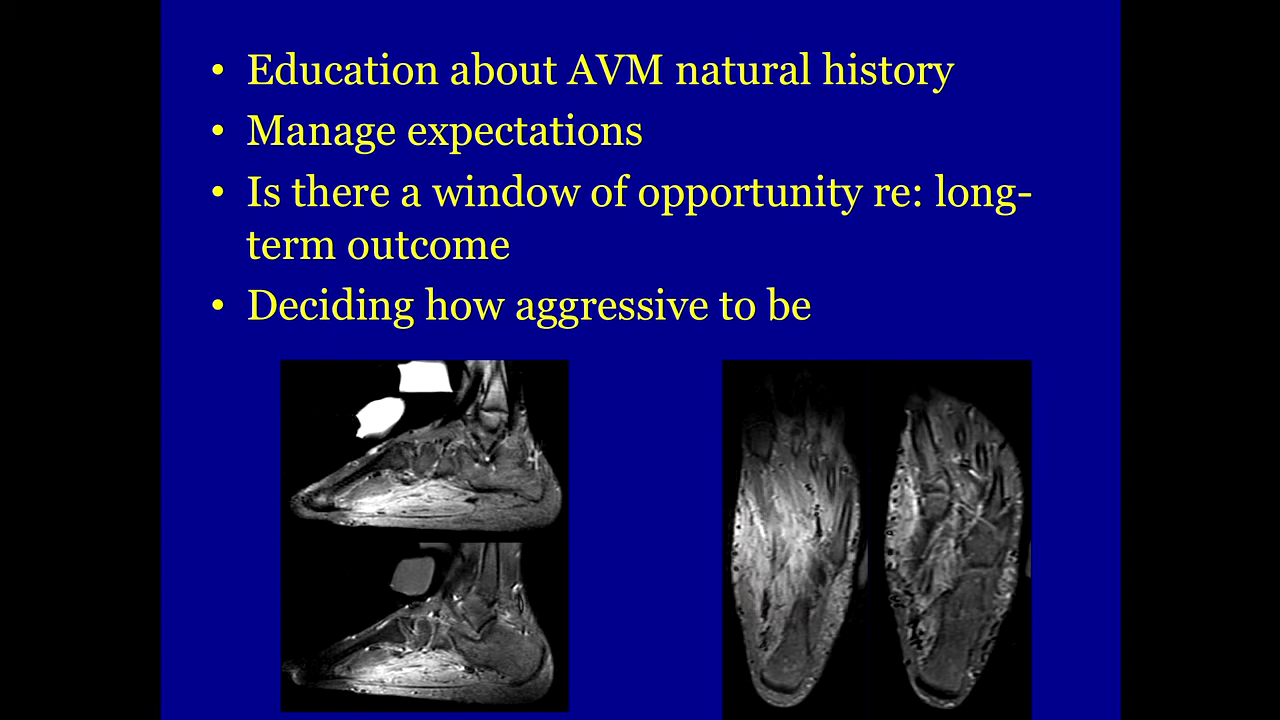 • Education about AVM natural history
• Manage expectations
• Is there a window of opportunity re: long-
term outcome
• Deciding how aggressive to be